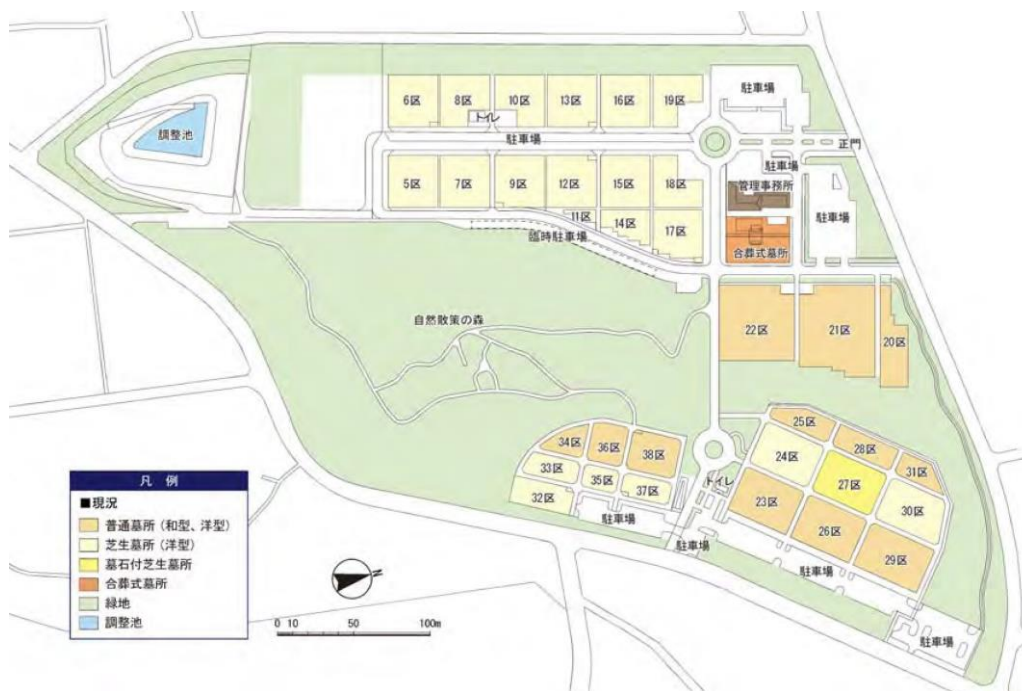 6区
8区
10区
13区
16区
19区
駐車場
トイレ
調整池
駐車場
正門
駐車場
5区
7区
9区
12区
15区
18区
管理事務所
駐車場
11区
14区
17区
臨時駐車場
合葬式墓所
自然散策の森
22区
21区
20区
25区
34区
36区
38区
24区
28区
33区
35区
37区
トイレ
27区
31区
32区
23区
30区
駐車場
26区
駐車場
29区
駐車場
駐車場
凡 例
■現況
普通墓所(和型、洋型)
芝生墓所(洋型)
墓石付芝生墓所
合葬式墓所
緑地
調整池
N
0 10 50 100m